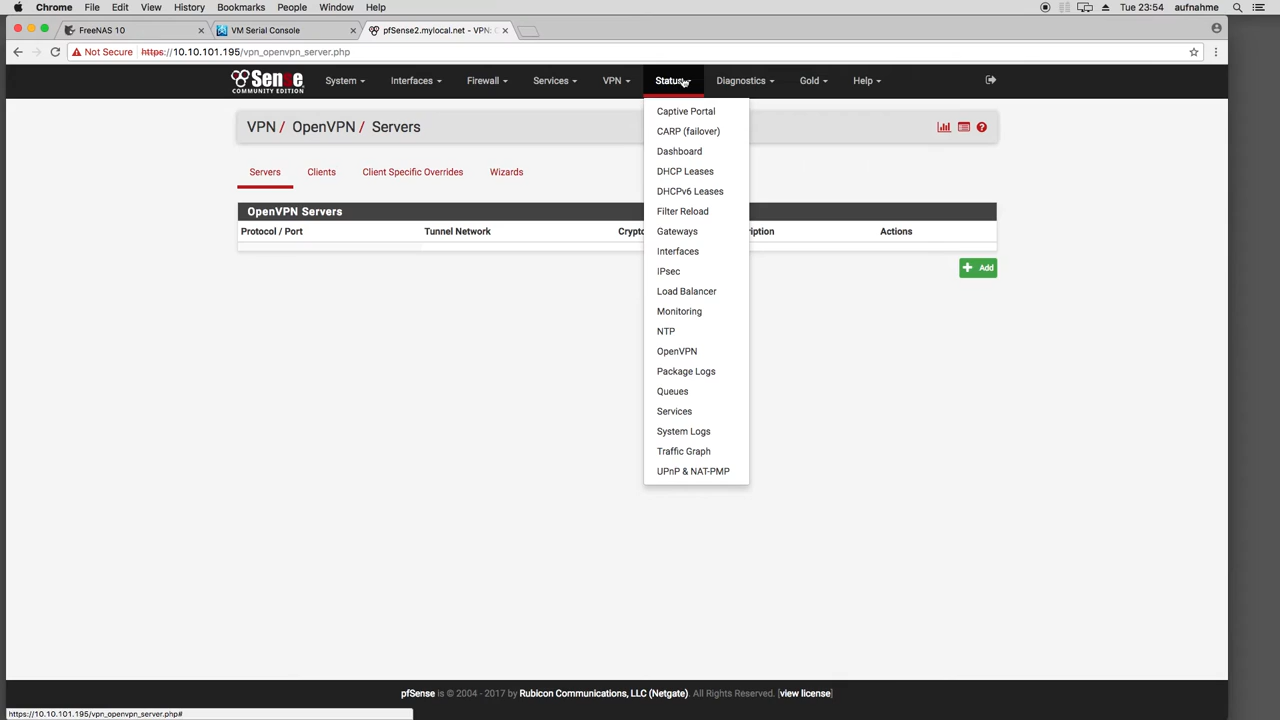 Chrome File Edit View History Bookmarks People Window Help Tue 23:54 aufnahme
FreeNAS 10 VM Serial Console pfSense2.mylocal.net - VPN:
Not Secure https://10.10.101.195/vpn_openvpn_server.php
Sense
COMMUNITY EDITION
System Interfaces Firewall Services VPN Status Diagnostics Gold Help
VPN / OpenVPN / Servers
Servers Clients Client Specific Overrides Wizards
OpenVPN Servers
Protocol / Port Tunnel Network Crypto ription Actions
Add
Captive Portal
CARP (failover)
Dashboard
DHCP Leases
DHCPv6 Leases
Filter Reload
Gateways
Interfaces
IPsec
Load Balancer
Monitoring
NTP
OpenVPN
Package Logs
Queues
Services
System Logs
Traffic Graph
UPnP & NAT-PMP
pfSense is © 2004 - 2017 by Rubicon Communications, LLC (Netgate). All Rights Reserved. [view license]
https://10.10.101.195/vpn_openvpn_server.php#